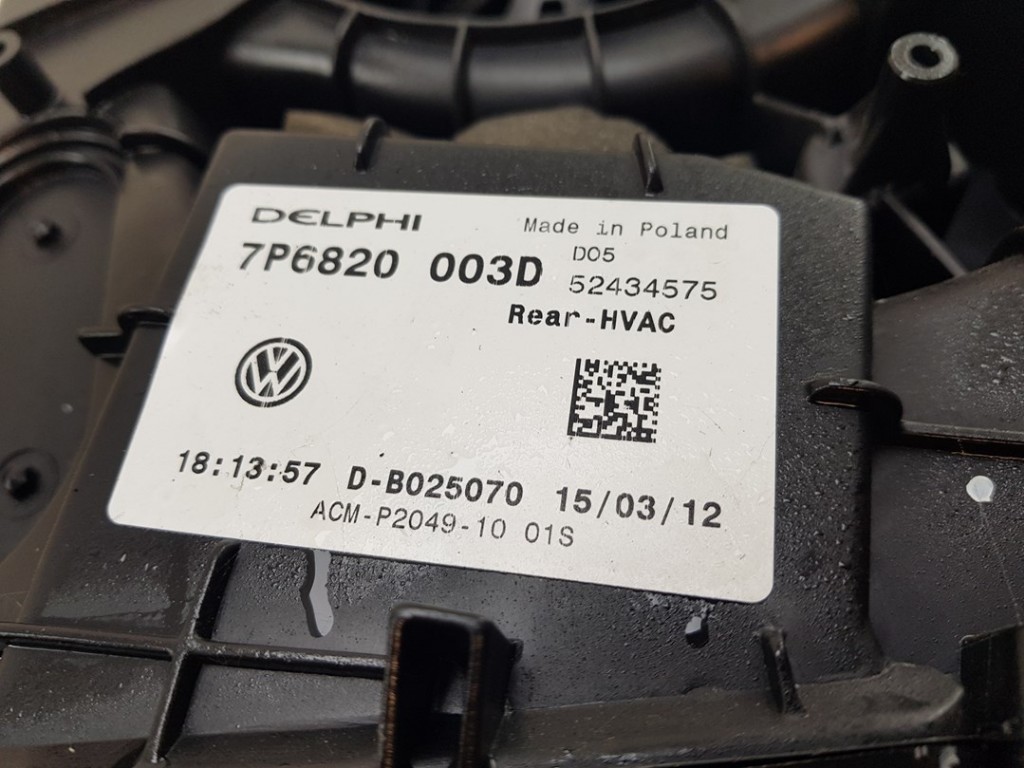 DELPHI Made in Poland
7P6820 003D D05
52434575
Rear-HVAC
18:13:57 D-B025070 15/03/12
ACM-P2049-10 01S